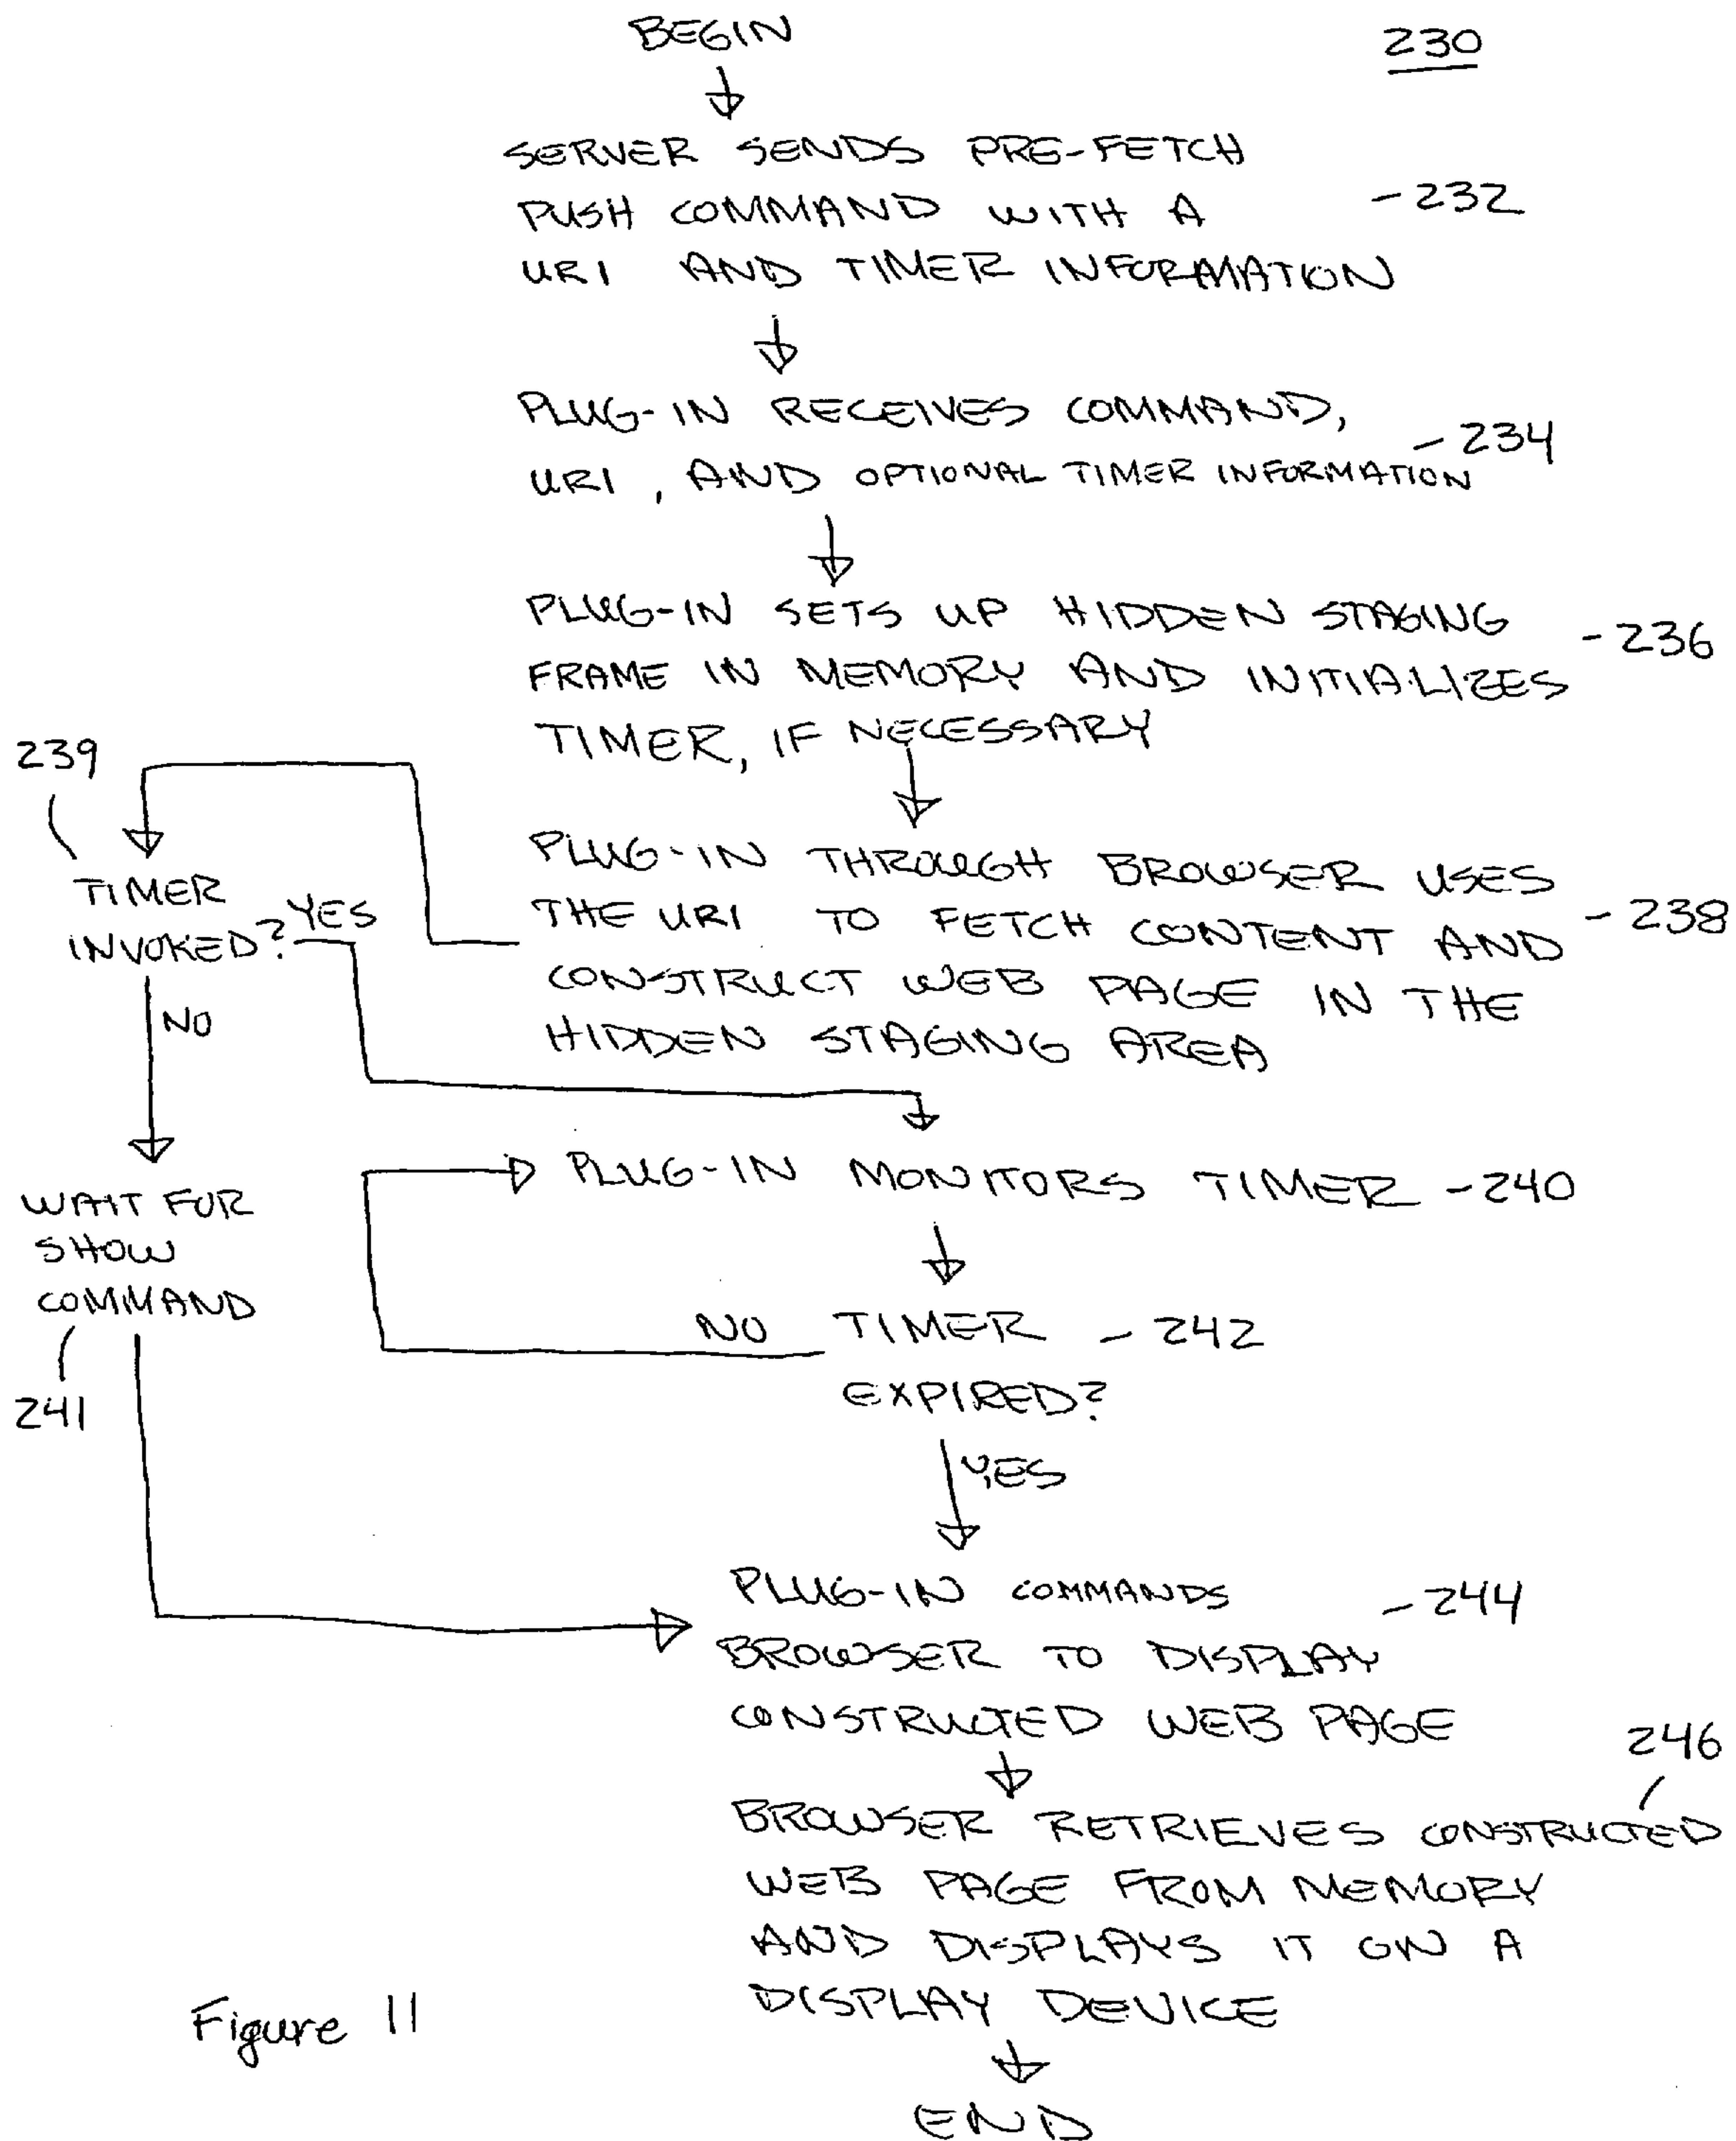 BEGIN
230
SERVER SENDS PRE-FETCH
PUSH COMMAND WITH A
-232
URI AND TIMER INFORMATION
PLUG-IN RECEIVES COMMAND,
-234
URI, AND OPTIONAL TIMER INFORMATION
PLUG-IN SETS UP HIDDEN STAGING
-236
FRAME IN MEMORY AND INITIALIZES
TIMER, IF NECESSARY
239
TIMER
INVOKED?
YES
NO
PLUG-IN THROUGH BROWSER USES
THE URI TO FETCH CONTENT AND
-238
CONSTRUCT WEB PAGE IN THE
HIDDEN STAGING AREA
PLUG-IN MONITORS TIMER -240
WAIT FOR
SHOW
COMMAND
241
NO
TIMER -242
EXPIRED?
YES
PLUG-IN COMMANDS
-244
BROWSER TO DISPLAY
CONSTRUCTED WEB PAGE
246
BROWSER RETRIEVES CONSTRUCTED
WEB PAGE FROM MEMORY
AND DISPLAYS IT ON A
DISPLAY DEVICE
END
Figure 11